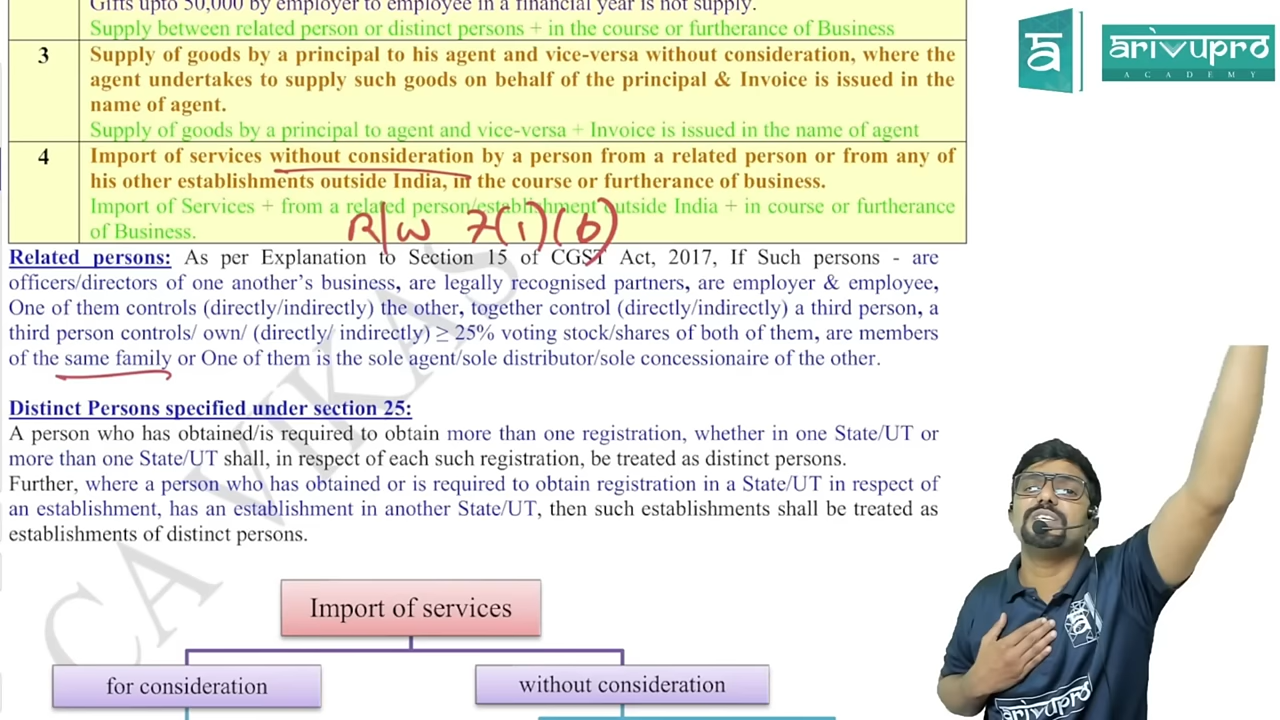 Gifts upto 50,000 by employer to employee in a financial year is not supply.
Supply between related person or distinct persons + in the course or furtherance of Business
3
Supply of goods by a principal to his agent and vice-versa without consideration, where the
agent undertakes to supply such goods on behalf of the principal & Invoice is issued in the
name of agent.
Supply of goods by a principal to agent and vice-versa + Invoice is issued in the name of agent
4
Import of services without consideration by a person from a related person or from any of
his other establishments outside India, in the course or furtherance of business.
Import of Services + from a related person/establishment outside India + in course or furtherance
of Business.
R/W 7(1)(b)
Related persons: As per Explanation to Section 15 of CGST Act, 2017, If Such persons - are
officers/directors of one another's business, are legally recognised partners, are employer & employee,
One of them controls (directly/indirectly) the other, together control (directly/indirectly) a third person, a
third person controls/ own/ (directly/ indirectly) ≥ 25% voting stock/shares of both of them, are members
of the same family or One of them is the sole agent/sole distributor/sole concessionaire of the other.
Distinct Persons specified under section 25:
A person who has obtained/is required to obtain more than one registration, whether in one State/UT or
more than one State/UT shall, in respect of each such registration, be treated as distinct persons.
Further, where a person who has obtained or is required to obtain registration in a State/UT in respect of
an establishment, has an establishment in another State/UT, then such establishments shall be treated as
establishments of distinct persons.
Import of services
for consideration
without consideration
CA VIKAS
arivupro
ACADEMY
arivupro